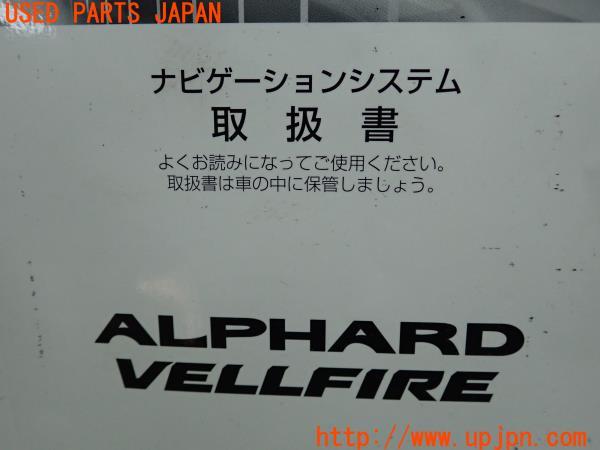 USED PARTS JAPAN
ナビゲーションシステム
取扱書
よくお読みになってご使用ください。
取扱書は車の中に保管しましょう。
ALPHARD
VELLFIRE
http://www.upjpn.com